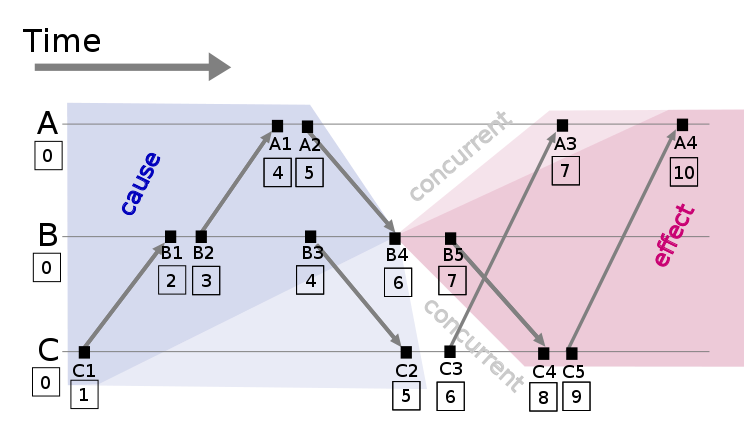 Time
A
0
A1
4
A2
5
A3
7
A4
10
cause
concurrent
effect
B
0
B1
2
B2
3
B3
4
B4
6
B5
7
concurrent
C
0
C1
1
C2
5
C3
6
C4
8
C5
9